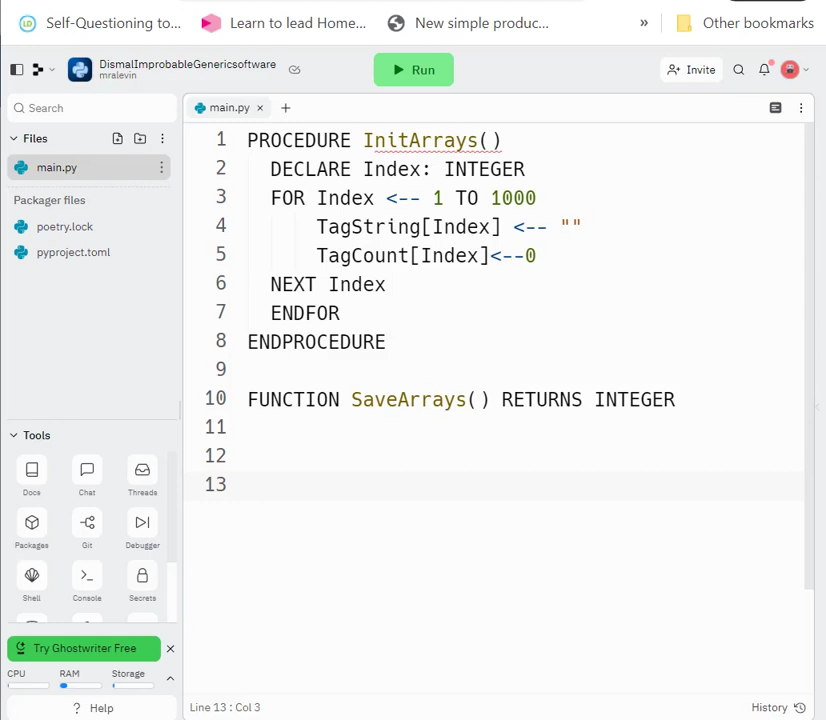 Self-Questioning to...
Learn to lead Home...
New simple produc...
»
Other bookmarks
DismalImprobableGenericsoftware
mralevin
Run
Invite
Search
main.py
Files
main.py
Packager files
poetry.lock
pyproject.toml
1 PROCEDURE InitArrays()
2 DECLARE Index: INTEGER
3 FOR Index <-- 1 TO 1000
4 TagString[Index] <-- ""
5 TagCount[Index]<--0
6 NEXT Index
7 ENDFOR
8 ENDPROCEDURE
9
10 FUNCTION SaveArrays() RETURNS INTEGER
11
12
13
Tools
Docs Chat Threads
Packages Git Debugger
Shell Console Secrets
Try Ghostwriter Free
CPU RAM Storage
? Help
Line 13 : Col 3
History